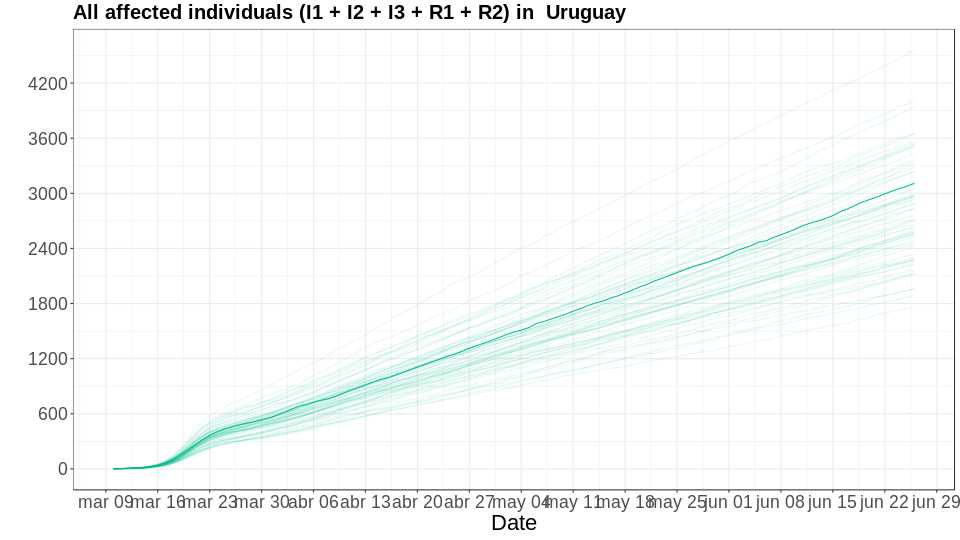 All affected individuals (I1 + I2 + I3 + R1 + R2) in  Uruguay
4200
3600
3000
2400
1800
1200
600
0
mar 09 mar 16 mar 23 mar 30 abr 06 abr 13 abr 20 abr 27 may 04 may 11 may 18 may 25 jun 01 jun 08 jun 15 jun 22 jun 29
Date